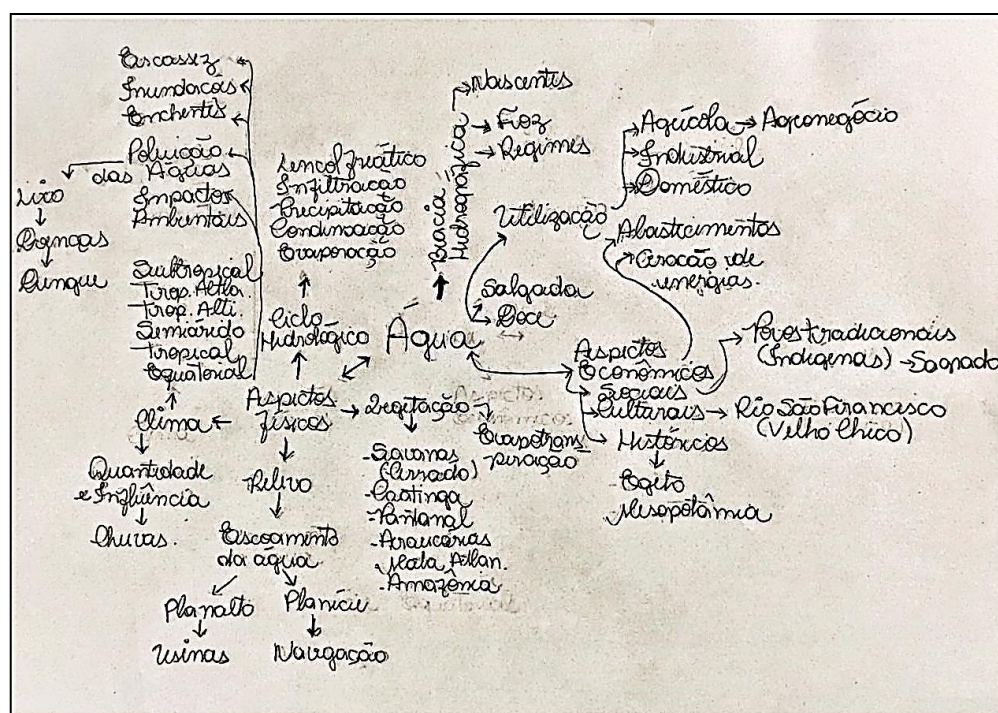 Escassez
Inundações
Enchentes
Poluição
das Águas
Lixo
Doenças
Dengue
Impactos
Ambientais
Subtropical
Trop. Atla.
Trop. Alti.
Semiárido
Tropical
Equatorial
Clima
Quantidade
e Influência
Chuvas.
Lençol freático
Infiltração
Precipitação
Condensação
Evaporação
Ciclo
Hidrológico
Aspectos
físicos
Relevo
Escoamento
da água
Planalto
Usinas
Planície
Navegação
Vegetação
Evapotrans
piração
-Savanas
(Cerrado)
-Caatinga
-Pantanal
-Araucárias
-Mata Atlan.
-Amazônia
Água
Bacia
Hidrográfica
Nascentes
Foz
Regimes
Utilização
Agrícola → Agronegócio
Industrial
Doméstico
Abastecimentos
Geração de
energias.
Salgada
Doce
Aspectos
Econômicos
Sociais
Culturais → Rio São Francisco
(Velho Chico)
Históricos
Povos tradicionais
(Indígenas) → Sagrado
-Egito
-Mesopotâmia